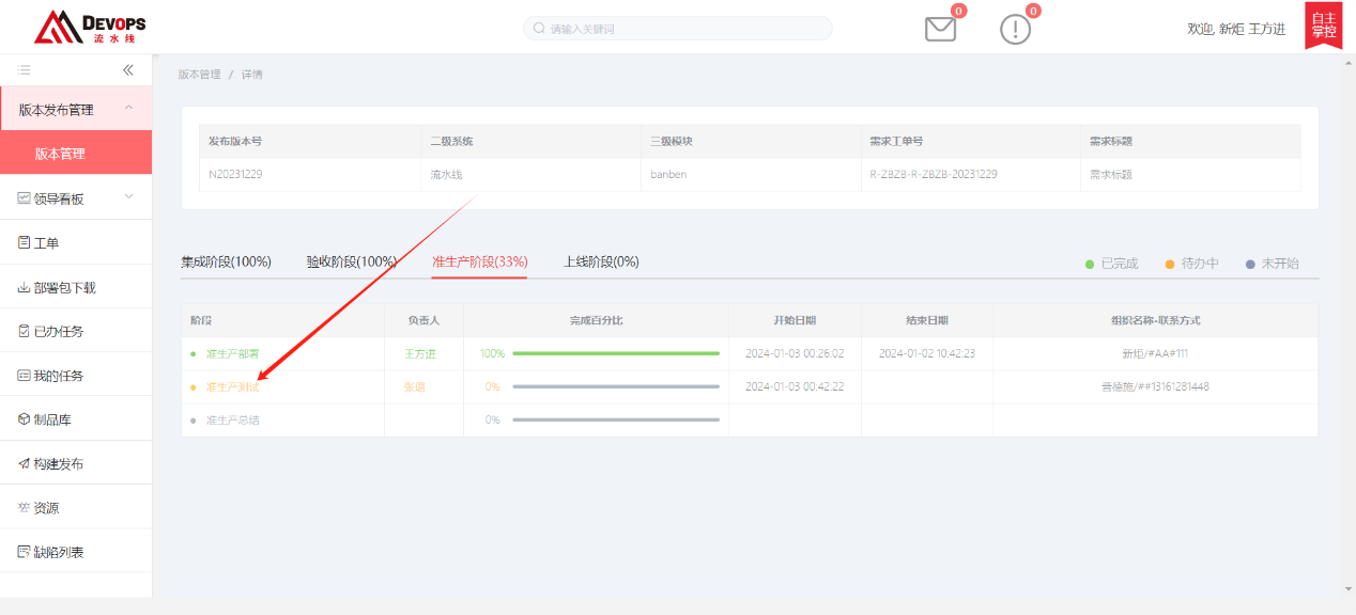 DEVOPS
流 水 线
请输入关键词
0
0
欢迎, 新炬 王方进
自主
掌控
版本发布管理
版本管理
领导看板
工单
部署包下载
已办任务
我的任务
制品库
构建发布
资源
缺陷列表
版本管理 / 详情
发布版本号 二级系统 三级模块 需求工单号 需求标题
N20231229 流水线 banben R-ZBZB-R-ZBZB-20231229 需求标题
集成阶段(100%) 验收阶段(100%) 准生产阶段(33%) 上线阶段(0%) 已完成 待办中 未开始
阶段 负责人 完成百分比 开始日期 结束日期 组织名称-联系方式
准生产部署 王方进 100% 2024-01-03 00:26:02 2024-01-02 10:42:23 新炬/#AA#111
准生产测试 0% 2024-01-03 00:42:22 普德施/##13161281448
准生产总结 0%